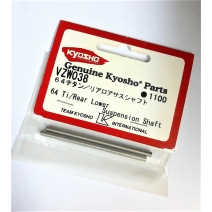 KYOSHO
Genuine Kyosho® Parts
VZW038
●1100
64チタン/リアロアサスシャフト
64 Ti/Rear Lower
Suspension Shaft
TEAM KYOSHO K INTERNATIONAL